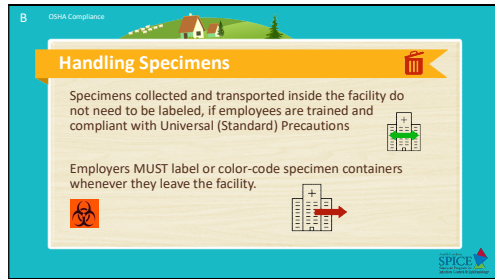 B
OSHA Compliance
Handling Specimens
Specimens collected and transported inside the facility do
not need to be labeled, if employees are trained and
compliant with Universal (Standard) Precautions
Employers MUST label or color-code specimen containers
whenever they leave the facility.
SPICE